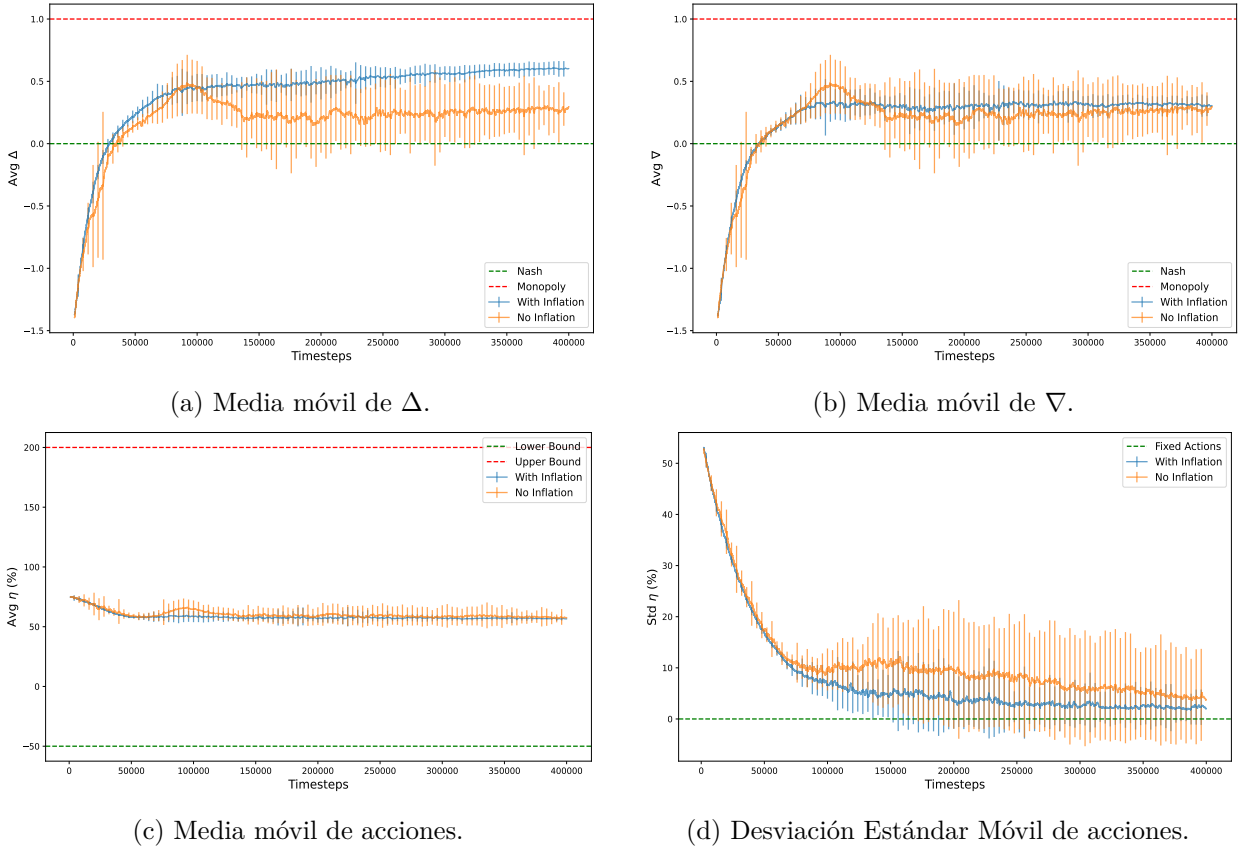 1.0
0.5
0.0
−0.5
−1.0
−1.5
Avg Δ
0
50000
100000
150000
200000
250000
300000
350000
400000
Timesteps
Nash
Monopoly
With Inflation
No Inflation
(a) Media móvil de Δ.
1.0
0.5
0.0
−0.5
−1.0
−1.5
Avg ∇
0
50000
100000
150000
200000
250000
300000
350000
400000
Timesteps
Nash
Monopoly
With Inflation
No Inflation
(b) Media móvil de ∇.
200
150
100
50
0
−50
Avg η (%)
0
50000
100000
150000
200000
250000
300000
350000
400000
Timesteps
Lower Bound
Upper Bound
With Inflation
No Inflation
(c) Media móvil de acciones.
50
40
30
20
10
0
Std η (%)
0
50000
100000
150000
200000
250000
300000
350000
400000
Timesteps
Fixed Actions
With Inflation
No Inflation
(d) Desviación Estándar Móvil de acciones.